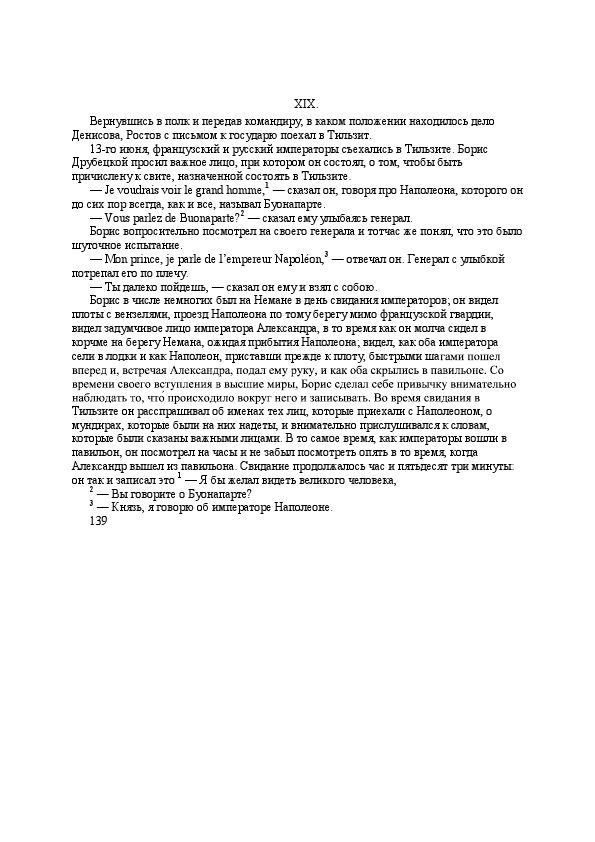 XIX.
Вернувшись в полк и передав командиру, в каком положении находилось дело
Денисова, Ростов с письмом к государю поехал в Тильзит.
13-го июня, французский и русский императоры съехались в Тильзите. Борис
Друбецкой просил важное лицо, при котором он состоял, о том, чтобы быть
причислену к свите, назначенной состоять в Тильзите.
— Je voudrais voir le grand homme,¹ — сказал он, говоря про Наполеона, которого он
до сих пор всегда, как и все, называл Буонапарте.
— Vous parlez de Buonaparte?² — сказал ему улыбаясь генерал.
Борис вопросительно посмотрел на своего генерала и тотчас же понял, что это было
шуточное испытание.
— Mon prince, je parle de l’empereur Napoléon,³ — отвечал он. Генерал с улыбкой
потрепал его по плечу.
— Ты далеко пойдешь, — сказал он ему и взял с собою.
Борис в числе немногих был на Немане в день свидания императоров; он видел
плоты с вензелями, проезд Наполеона по тому берегу мимо французской гвардии,
видел задумчивое лицо императора Александра, в то время как он молча сидел в
корчме на берегу Немана, ожидая прибытия Наполеона; видел, как оба императора
сели в лодки и как Наполеон, приставши прежде к плоту, быстрыми шагами пошел
вперед и, встречая Александра, подал ему руку, и как оба скрылись в павильоне. Со
времени своего вступления в высшие миры, Борис сделал себе привычку внимательно
наблюдать то, что́ происходило вокруг него и записывать. Во время свидания в
Тильзите он расспрашивал об именах тех лиц, которые приехали с Наполеоном, о
мундирах, которые были на них надеты, и внимательно прислушивался к словам,
которые были сказаны важными лицами. В то самое время, как императоры вошли в
павильон, он посмотрел на часы и не забыл посмотреть опять в то время, когда
Александр вышел из павильона. Свидание продолжалось час и пятьдесят три минуты:
он так и записал это ¹ — Я бы желал видеть великого человека,
² — Вы говорите о Буонапарте?
³ — Князь, я говорю об императоре Наполеоне.
139